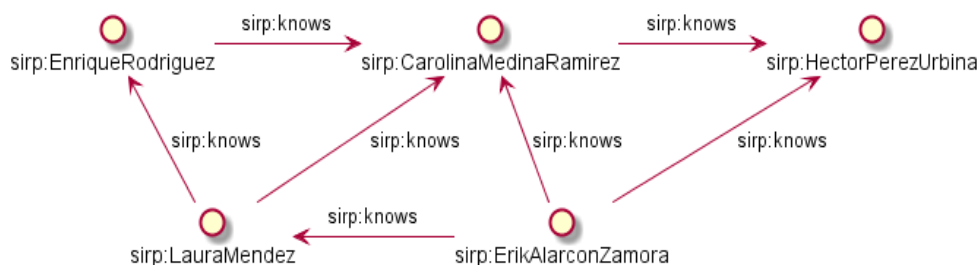 sirp:knows
sirp:knows
sirp:EnriqueRodriguez
sirp:CarolinaMedinaRamirez
sirp:HectorPerezUrbina
sirp:knows
sirp:knows
sirp:knows
sirp:knows
sirp:knows
sirp:LauraMendez
sirp:ErikAlarconZamora